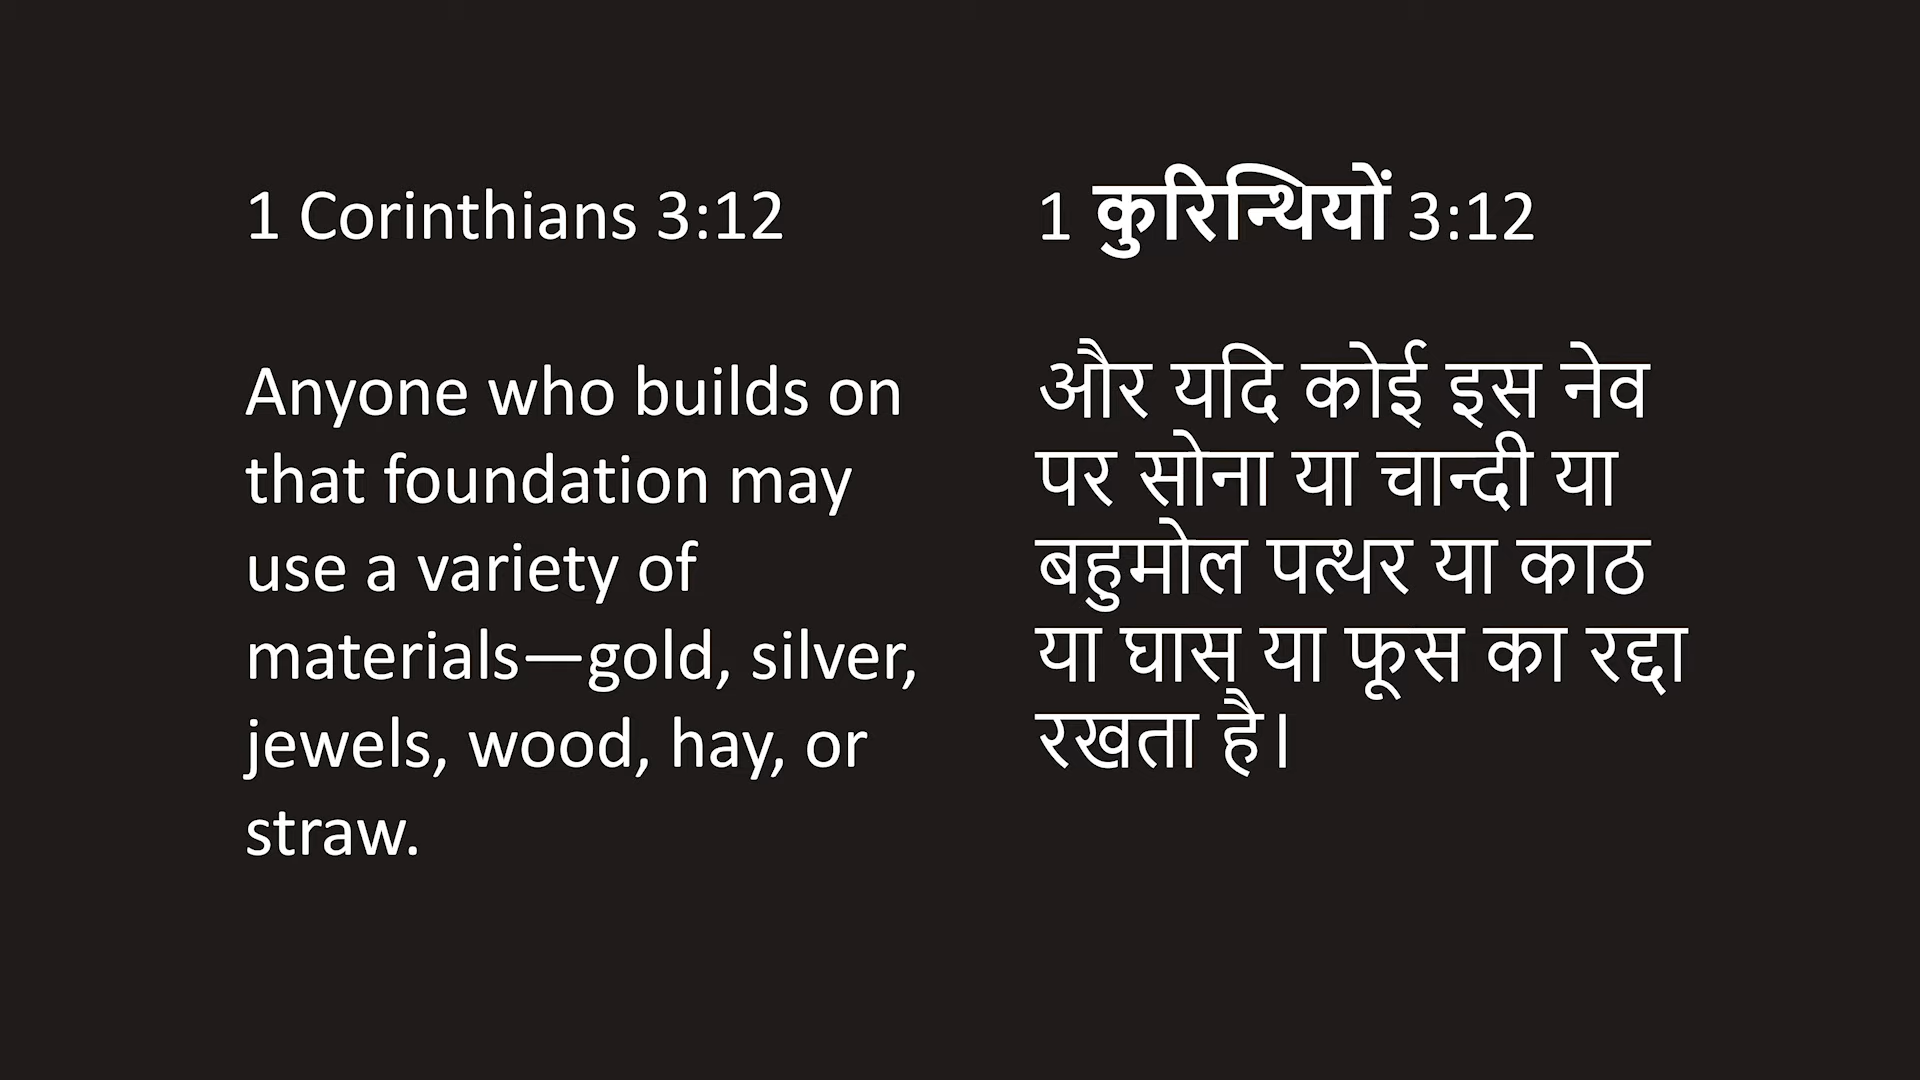 1 Corinthians 3:12
Anyone who builds on
that foundation may
use a variety of
materials—gold, silver,
jewels, wood, hay, or
straw.
1 कुरिन्थियों 3:12
और यदि कोई इस नेव
पर सोना या चान्दी या
बहुमोल पत्थर या काठ
या घास या फूस का रद्दा
रखता है।